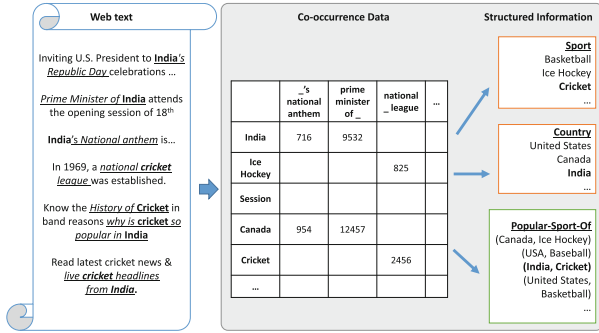 Web text
Inviting U.S. President to India's
Republic Day celebrations ...
Prime Minister of India attends
the opening session of 18th
India's National anthem is...
In 1969, a national cricket
league was established.
Know the History of Cricket in
band reasons why is cricket so
popular in India
Read latest cricket news &
live cricket headlines
from India.
Co-occurrence Data
_'s national anthem
prime minister of _
national _ league
...
India 716 9532
Ice Hockey 825
Session
Canada 954 12457
Cricket 2456
...
Structured Information
Sport
Basketball
Ice Hockey
Cricket
...
Country
United States
Canada
India
...
Popular-Sport-Of
(Canada, Ice Hockey)
(USA, Baseball)
(India, Cricket)
(United States,
Basketball)
...